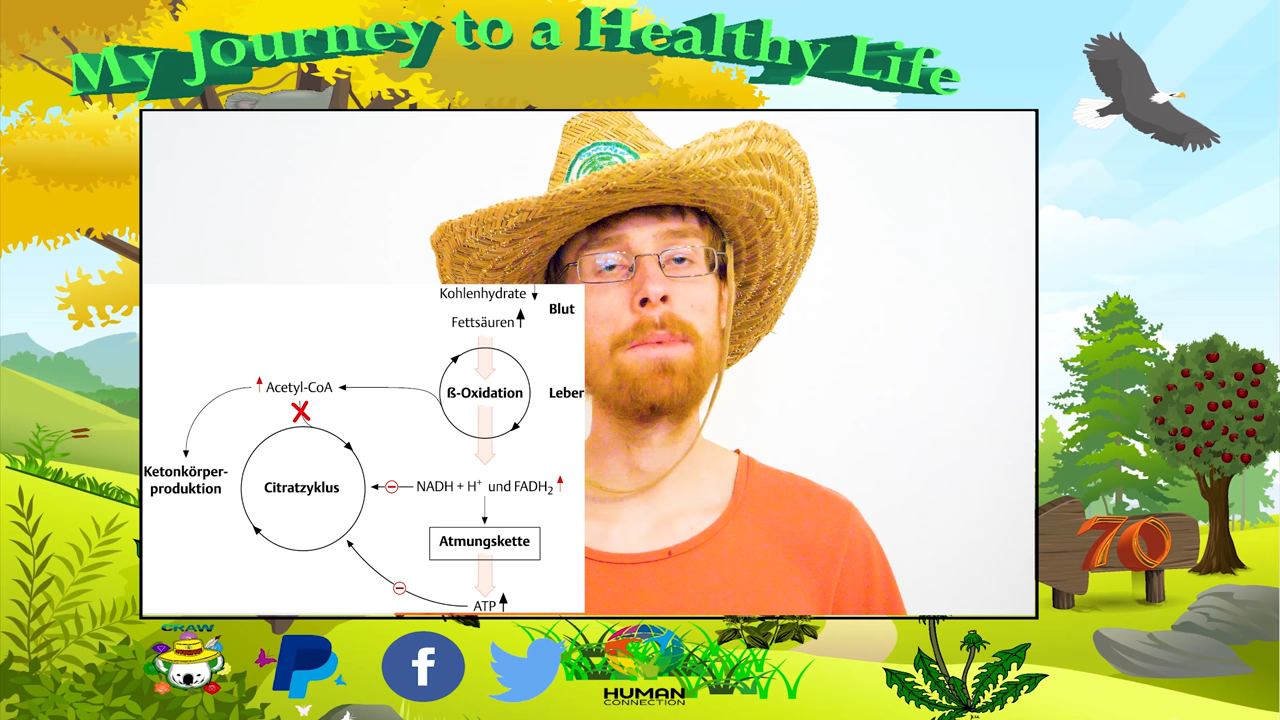 My Journey to a Healthy Life
Kohlenhydrate
Blut
Fettsäuren
Acetyl-CoA
ß-Oxidation
Leber
Ketonkörper-
produktion
Citratzyklus
NADH + H⁺ und FADH₂
Atmungskette
ATP
70
CRAW
f
HUMAN
CONNECTION